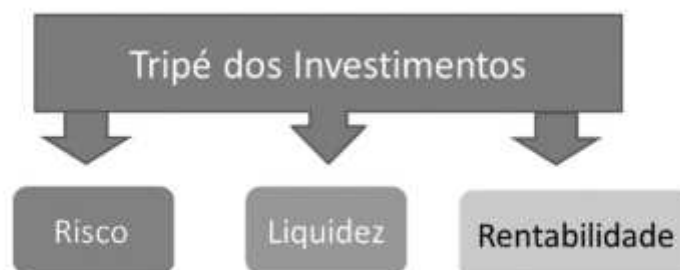 Tripé dos Investimentos
Risco
Liquidez
Rentabilidade